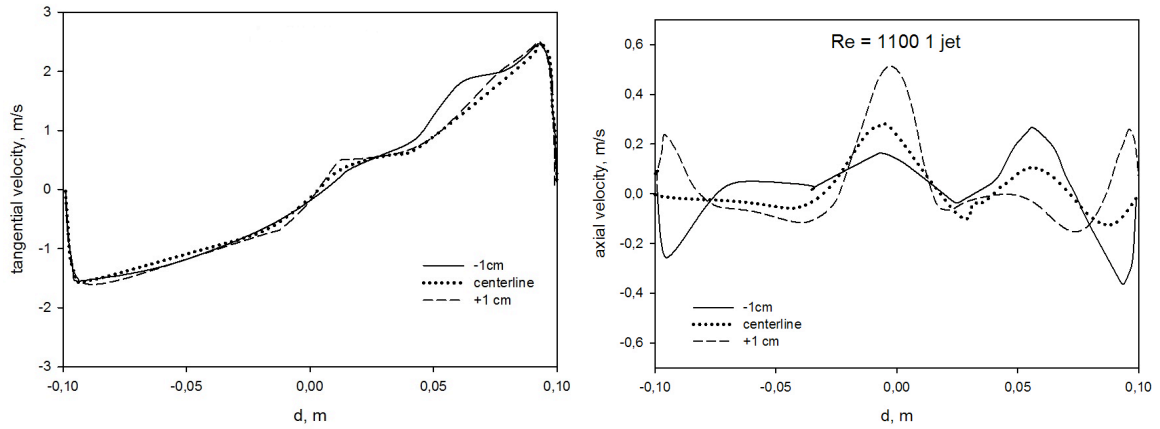 3
2
1
0
-1
-2
-3
tangential velocity, m/s
-1cm
centerline
+1 cm
-0,10
-0,05
0,00
0,05
0,10
d, m
Re = 1100 1 jet
0,6
0,4
0,2
0,0
-0,2
-0,4
-0,6
axial velocity, m/s
-1cm
centerline
+1 cm
-0,10
-0,05
0,00
0,05
0,10
d, m